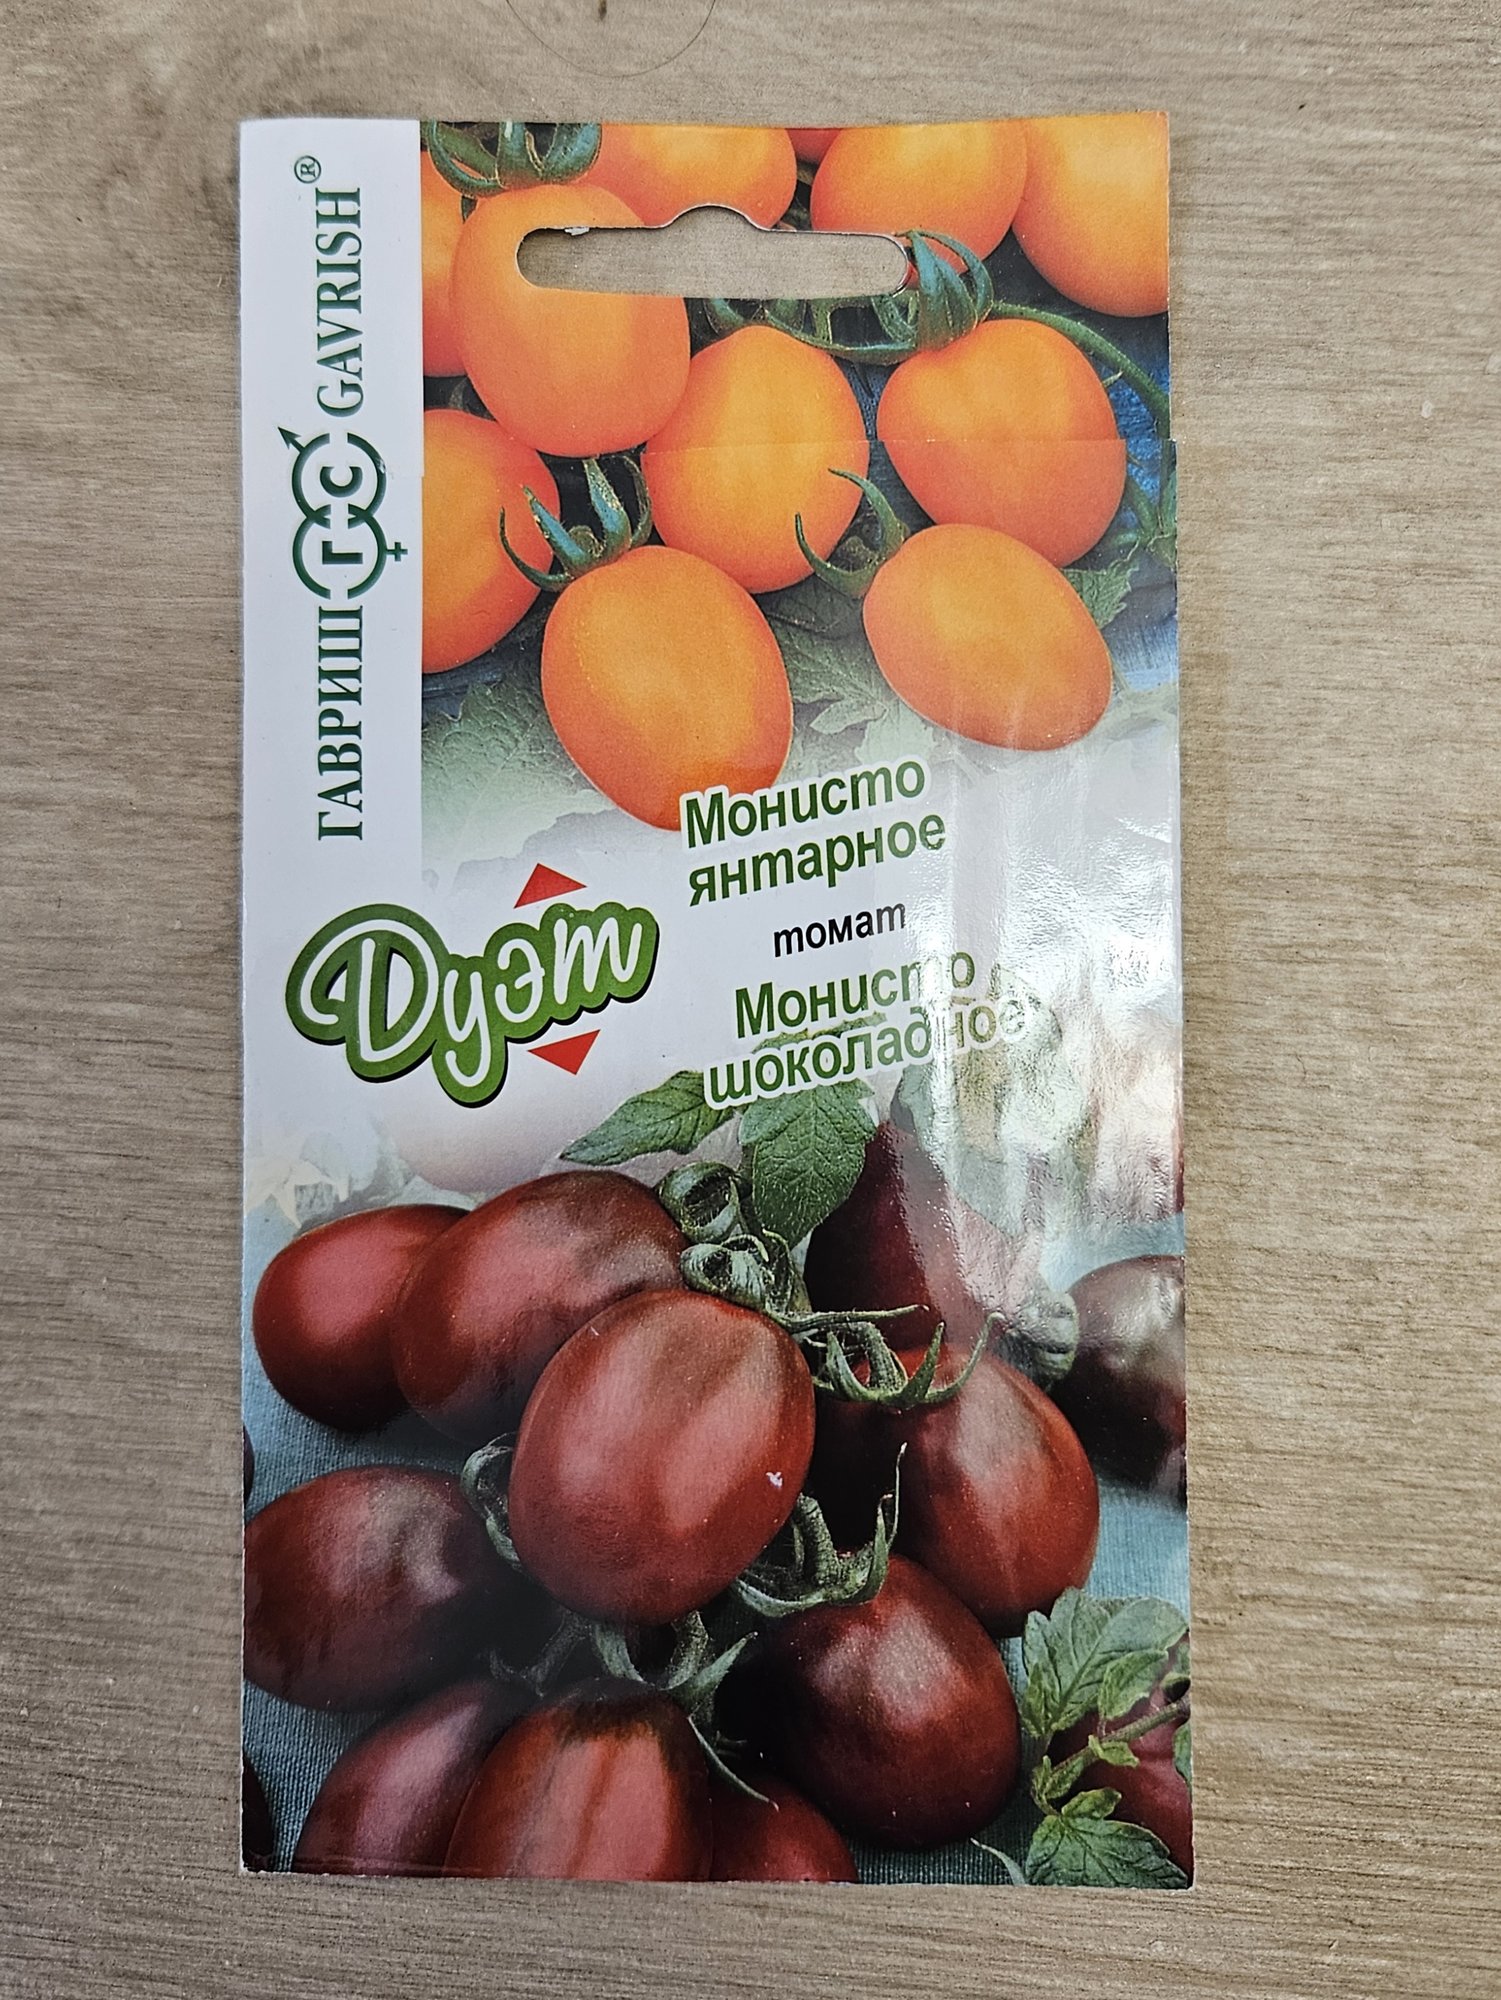 ГАВРИШ ГС GAVRISH®
Монисто
янтарное
томат
Дуэт
Монисто
шоколадное